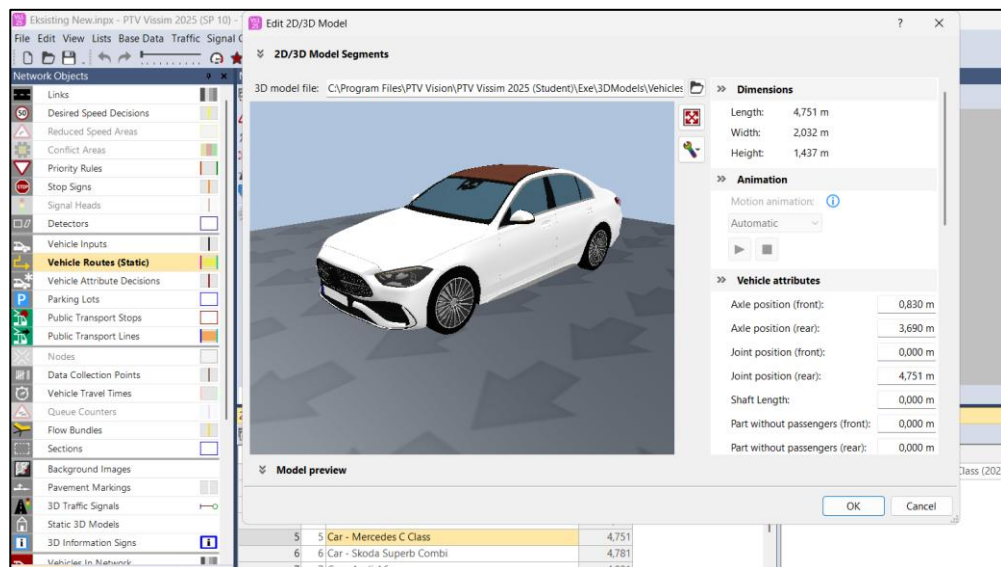 Eksisting New.inpx - PTV Vissim 2025 (SP 10) -
File Edit View Lists Base Data Traffic Signal C
Network Objects
Links
Desired Speed Decisions
Reduced Speed Areas
Conflict Areas
Priority Rules
Stop Signs
Signal Heads
Detectors
Vehicle Inputs
Vehicle Routes (Static)
Vehicle Attribute Decisions
Parking Lots
Public Transport Stops
Public Transport Lines
Nodes
Data Collection Points
Vehicle Travel Times
Queue Counters
Flow Bundles
Sections
Background Images
Pavement Markings
3D Traffic Signals
Static 3D Models
3D Information Signs
Vehicles In Network
Edit 2D/3D Model
2D/3D Model Segments
3D model file: C:\Program Files\PTV Vision\PTV Vissim 2025 (Student)\Exe\3DModels\Vehicles
Dimensions
Length: 4,751 m
Width: 2,032 m
Height: 1,437 m
Animation
Motion animation:
Automatic
Vehicle attributes
Axle position (front): 0,830 m
Axle position (rear): 3,690 m
Joint position (front): 0,000 m
Joint position (rear): 4,751 m
Shaft Length: 0,000 m
Part without passengers (front): 0,000 m
Part without passengers (rear): 0,000 m
Model preview
OK Cancel
Class (202
5 5 Car - Mercedes C Class 4,751
6 6 Car - Skoda Superb Combi 4,781